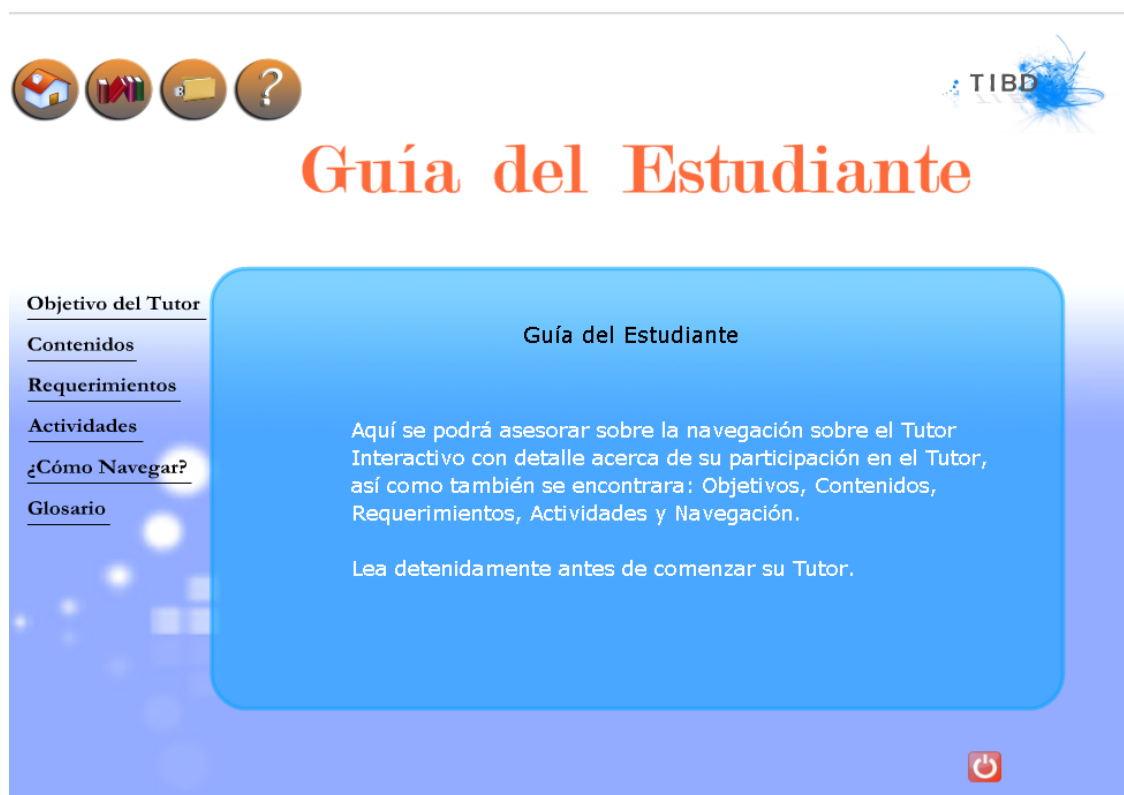 TIBD
Guía del Estudiante
Objetivo del Tutor
Contenidos
Requerimientos
Actividades
¿Cómo Navegar?
Glosario
Guía del Estudiante
Aquí se podrá asesorar sobre la navegación sobre el Tutor
Interactivo con detalle acerca de su participación en el Tutor,
así como también se encontrara: Objetivos, Contenidos,
Requerimientos, Actividades y Navegación.
Lea detenidamente antes de comenzar su Tutor.